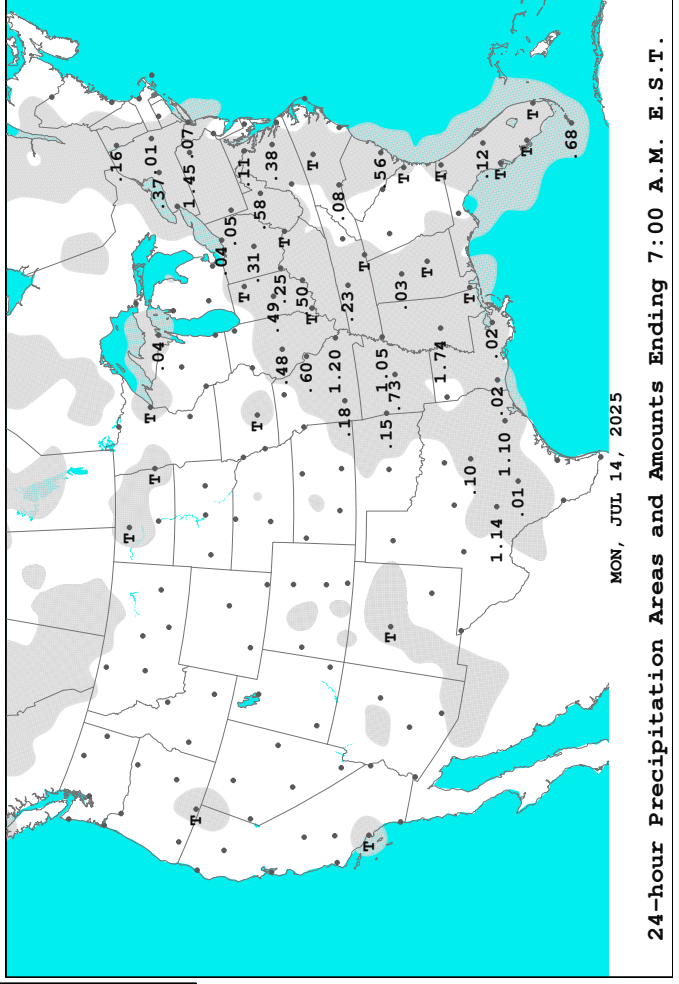 .16
T
T
.01
T
.04
.37
1.45
.07
T
.04
.05
T
.11
.31
T
.58
.38
.49
.25
.48
T
.50
.60
T
T
1.20
.08
.18
.23
T
T
.56
1.05
.15
.73
.03
T
T
1.74
T
T
.10
.12
.02
1.14
.02
T
1.10
.01
T
T
.68
MON, JUL 14, 2025
24-hour Precipitation Areas and Amounts Ending 7:00 A.M. E.S.T.